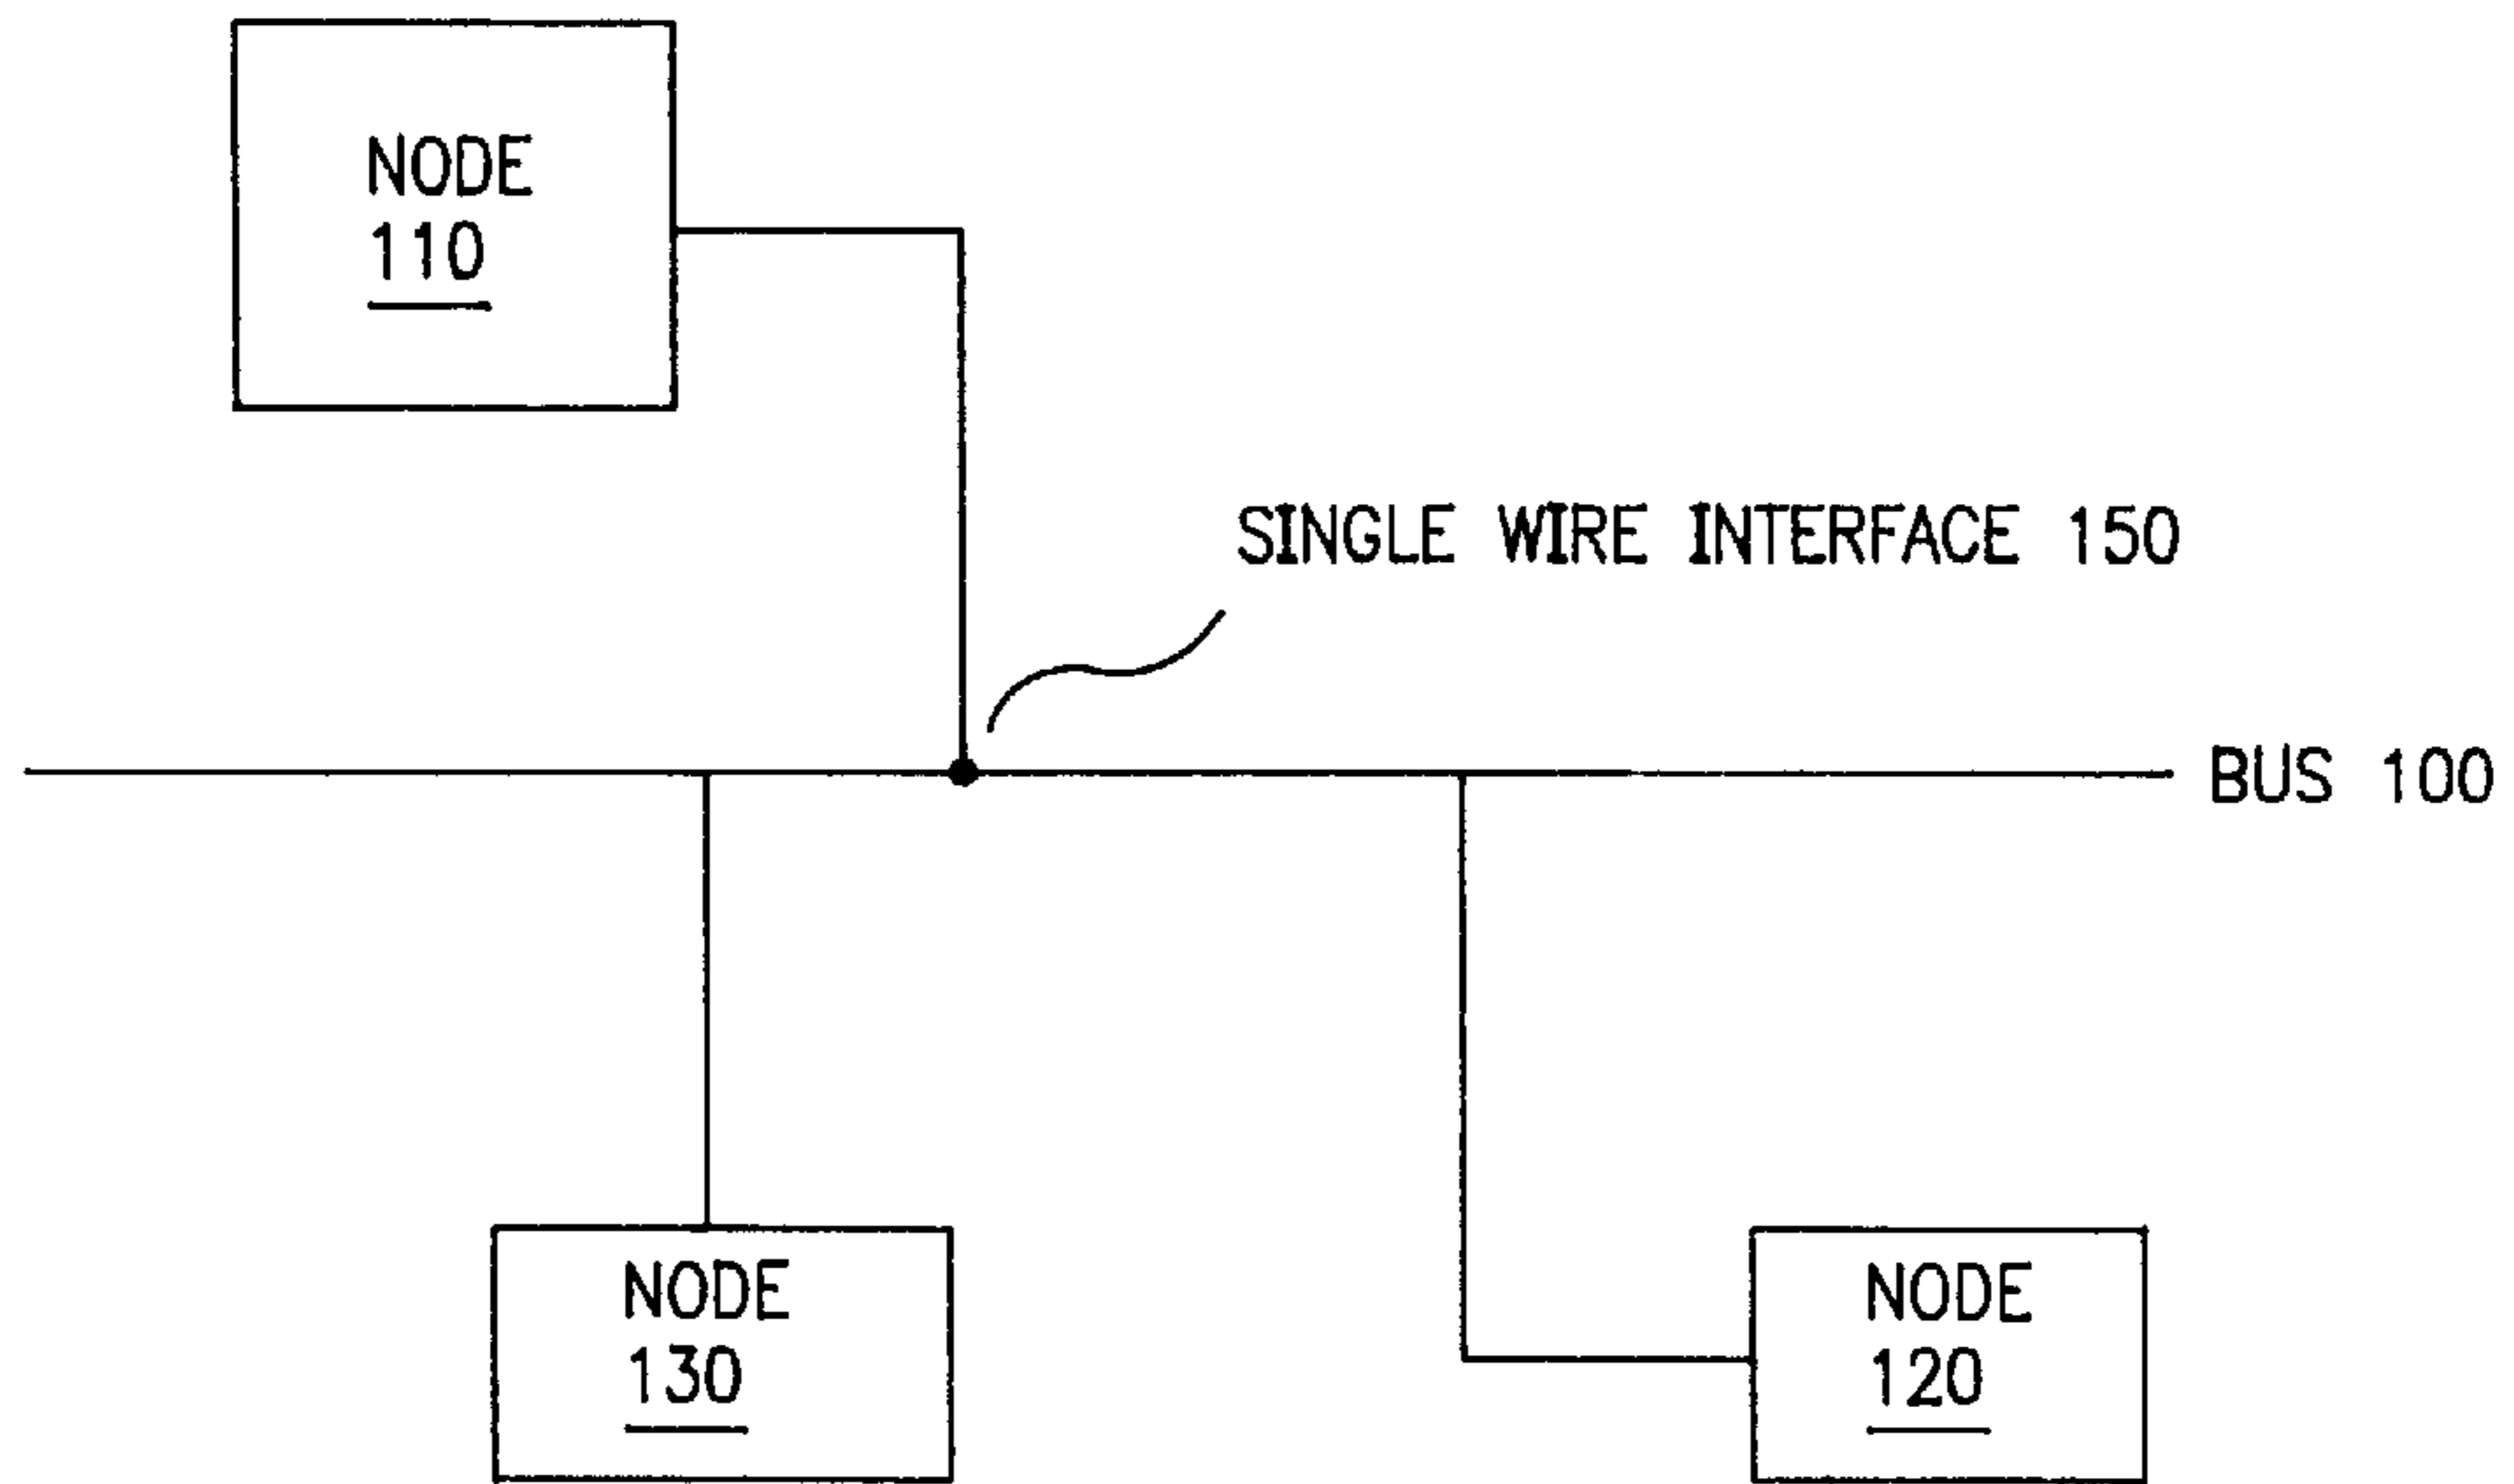 NODE
110
SINGLE WIRE INTERFACE 150
BUS 100
NODE
130
NODE
120